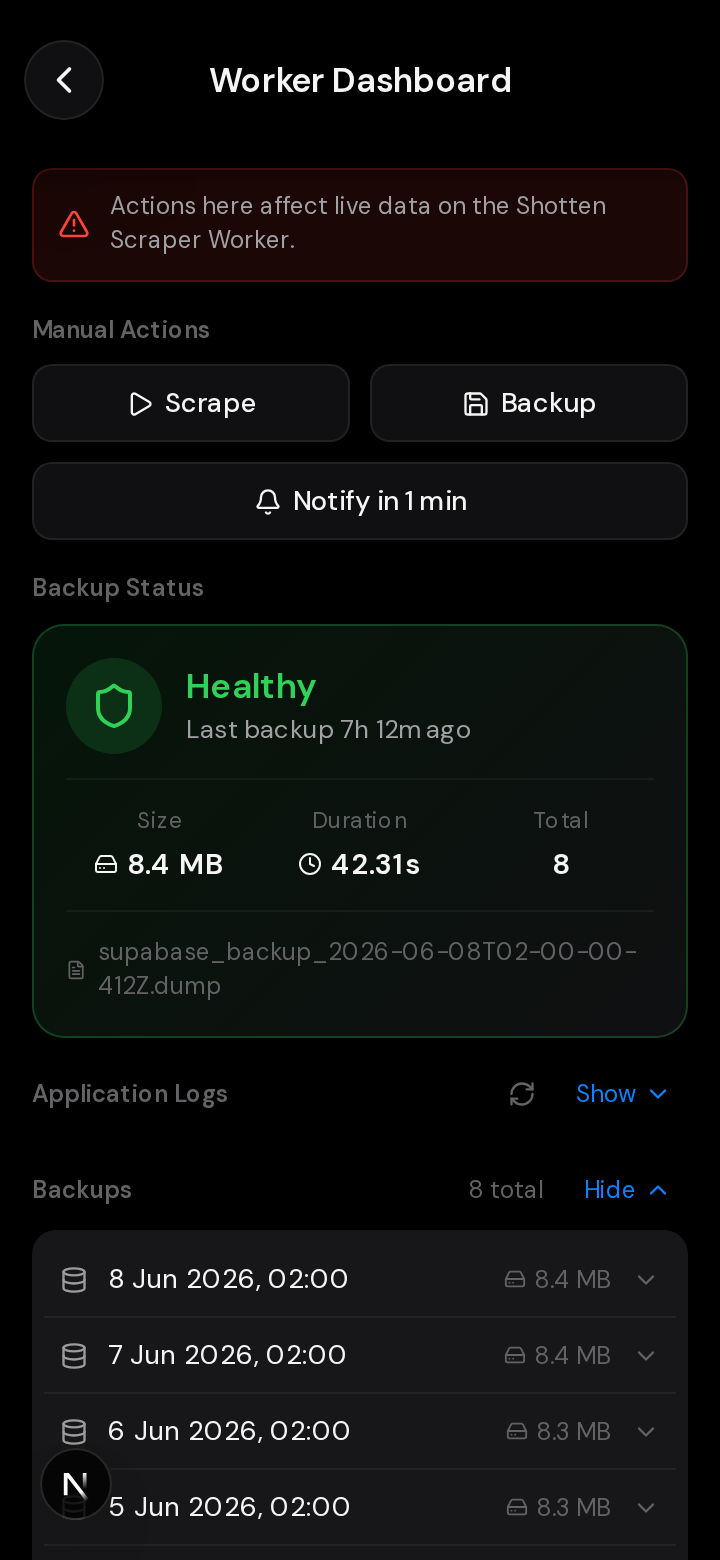 Worker Dashboard
Actions here affect live data on the Shotten
Scraper Worker.
Manual Actions
Scrape
Backup
Notify in 1 min
Backup Status
Healthy
Last backup 7h 12m ago
Size
Duration
Total
8.4 MB
42.31s
8
supabase_backup_2026-06-08T02-00-00-
412Z.dump
Application Logs
Show
Backups
8 total
Hide
8 Jun 2026, 02:00
8.4 MB
7 Jun 2026, 02:00
8.4 MB
6 Jun 2026, 02:00
8.3 MB
N
5 Jun 2026, 02:00
8.3 MB